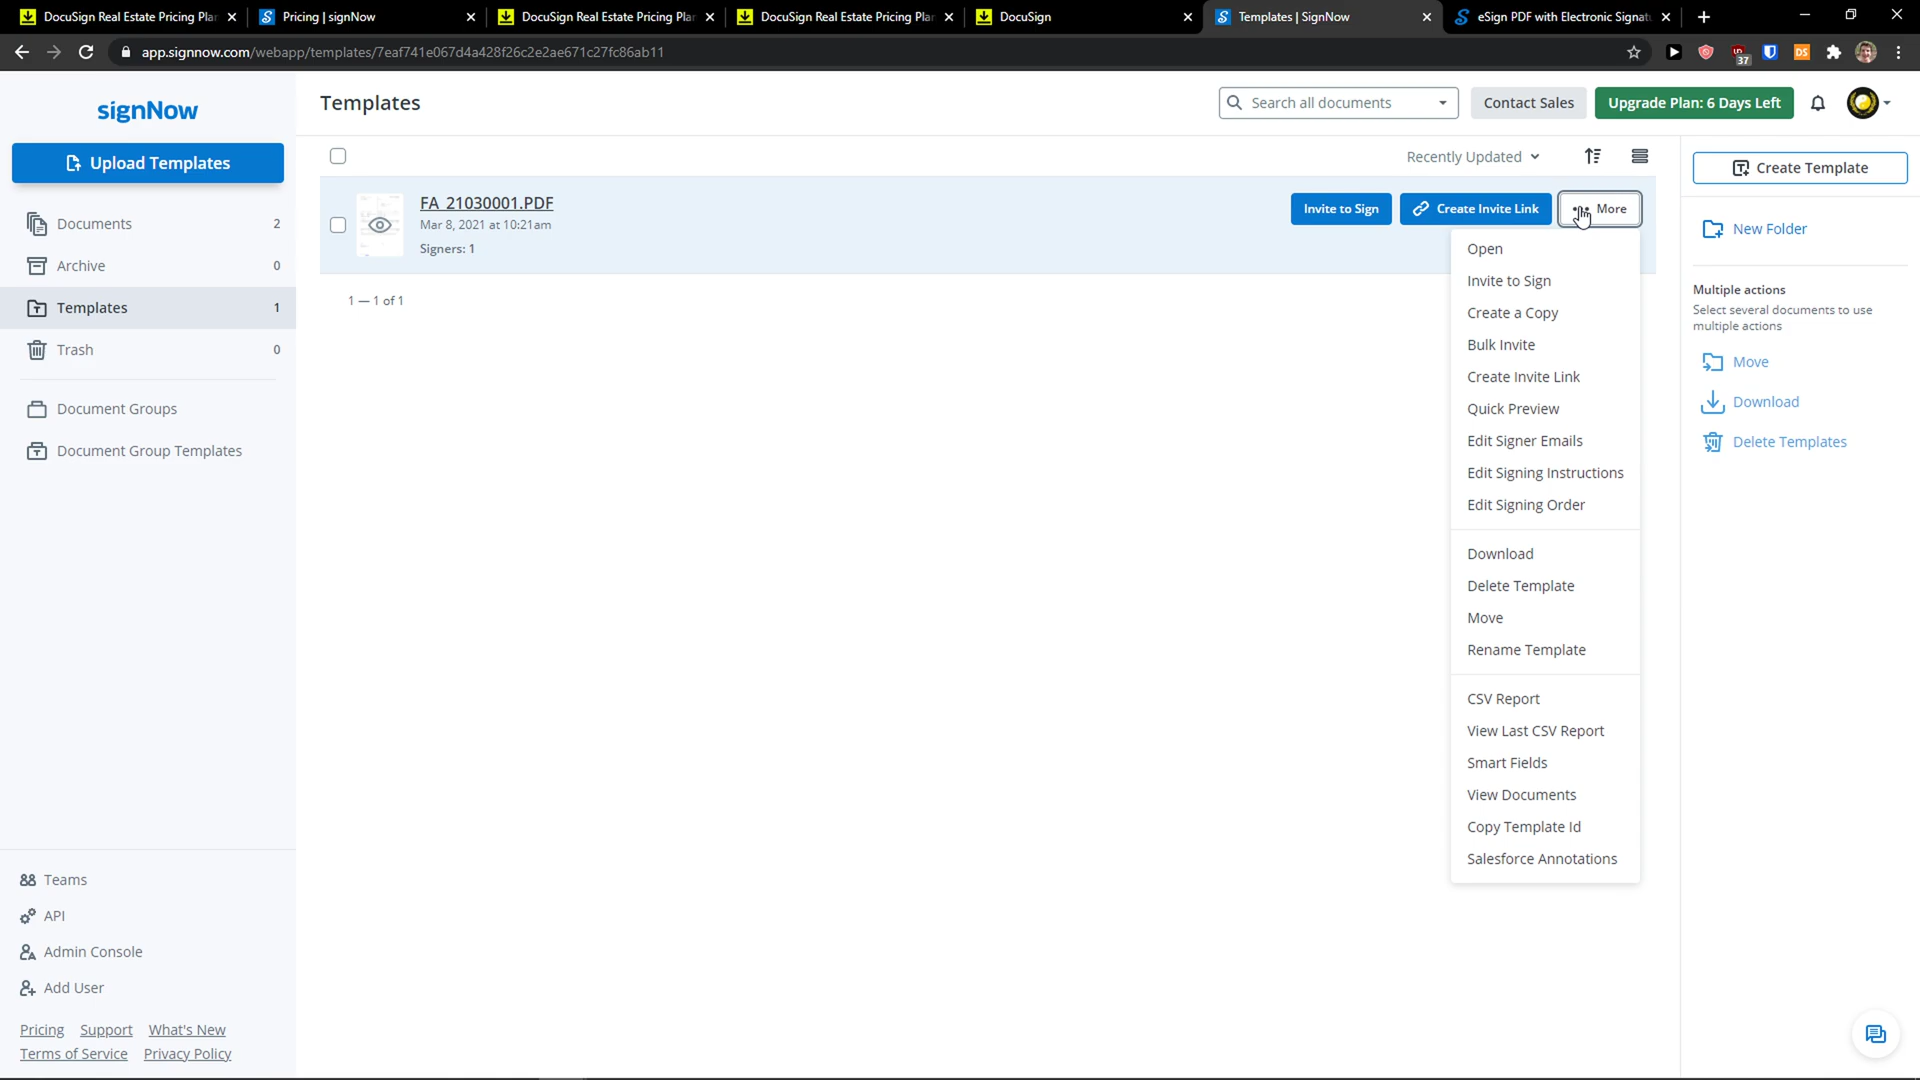 DocuSign Real Estate Pricing Plan
Pricing | signNow
DocuSign Real Estate Pricing Plan
DocuSign Real Estate Pricing Plan
DocuSign
Templates | SignNow
eSign PDF with Electronic Signatu
app.signnow.com/webapp/templates/7eaf741e067d4a428f26c2e2ae671c27fc86ab11
37
DS
signNow
Templates
Search all documents
Contact Sales
Upgrade Plan: 6 Days Left
Upload Templates
Recently Updated
Create Template
Documents 2
Archive 0
Templates 1
Trash 0
Document Groups
Document Group Templates
FA_21030001.PDF
Mar 8, 2021 at 10:21am
Signers: 1
Invite to Sign
Create Invite Link
More
1 — 1 of 1
Open
Invite to Sign
Create a Copy
Bulk Invite
Create Invite Link
Quick Preview
Edit Signer Emails
Edit Signing Instructions
Edit Signing Order
Download
Delete Template
Move
Rename Template
CSV Report
View Last CSV Report
Smart Fields
View Documents
Copy Template Id
Salesforce Annotations
New Folder
Multiple actions
Select several documents to use
multiple actions
Move
Download
Delete Templates
Teams
API
Admin Console
Add User
Pricing Support What's New
Terms of Service Privacy Policy